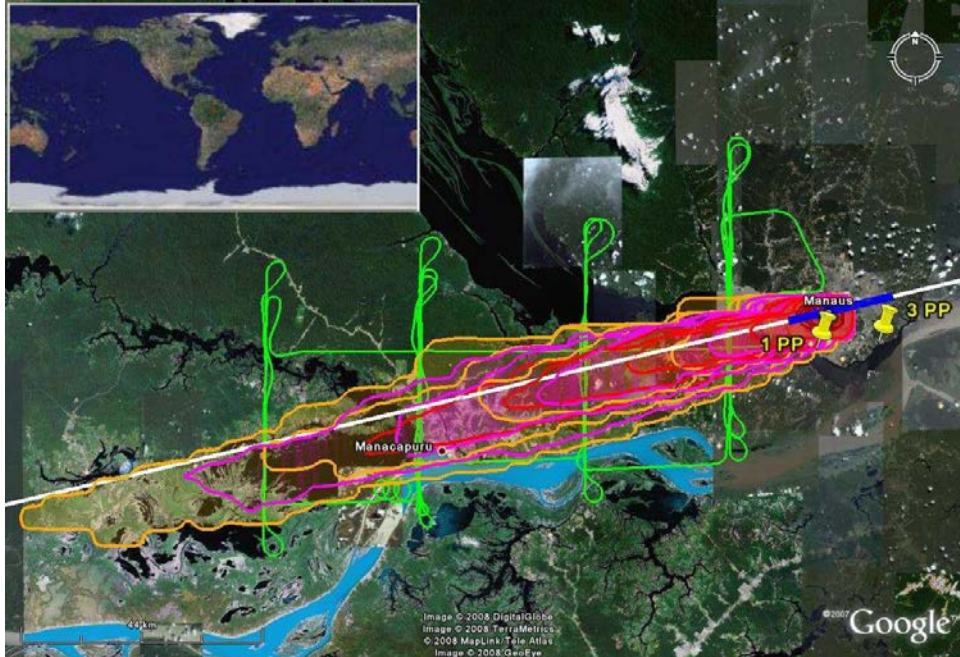 N
Manaus
3 PP
1 PP
Manacapuru
44 km
Image © 2008 DigitalGlobe
Image © 2008 TerraMetrics
© 2008 MapLink/Tele Atlas
Image © 2008 GeoEye
©2007 Google™